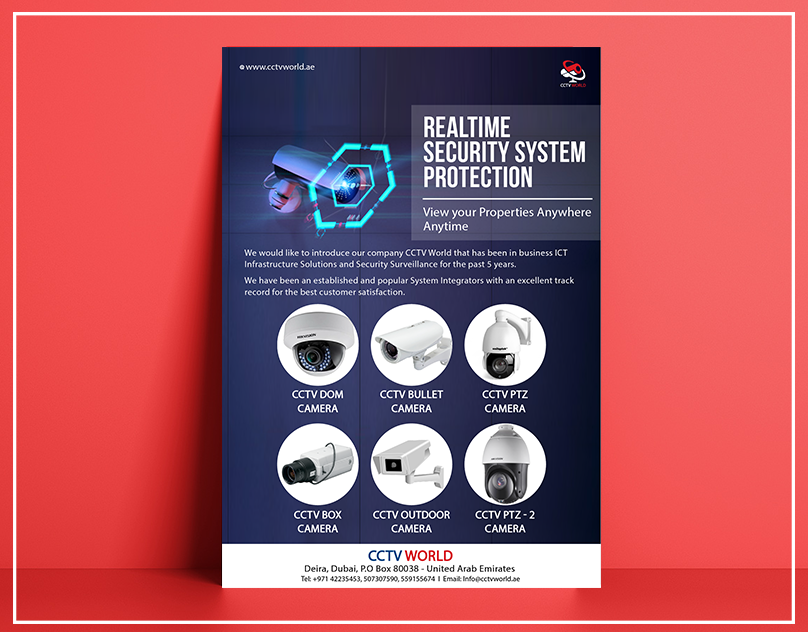 www.cctvworld.ae
CCTV WORLD
REALTIME
SECURITY SYSTEM
PROTECTION
View your Properties Anywhere
Anytime
We would like to introduce our company CCTV World that has been in business ICT
Infrastructure Solutions and Security Surveillance for the past 5 years.
We have been an established and popular System Integrators with an excellent track
record for the best customer satisfaction.
HIKVISION
CCTV DOM
CAMERA
CCTV BULLET
CAMERA
CCTV PTZ
CAMERA
CCTV BOX
CAMERA
CCTV OUTDOOR
CAMERA
HIKVISION
CCTV PTZ - 2
CAMERA
CCTV WORLD
Deira, Dubai, P.O Box 80038 - United Arab Emirates
Tel: +971 42235453, 507307590, 559155674 I Email: Info@cctvworld.ae